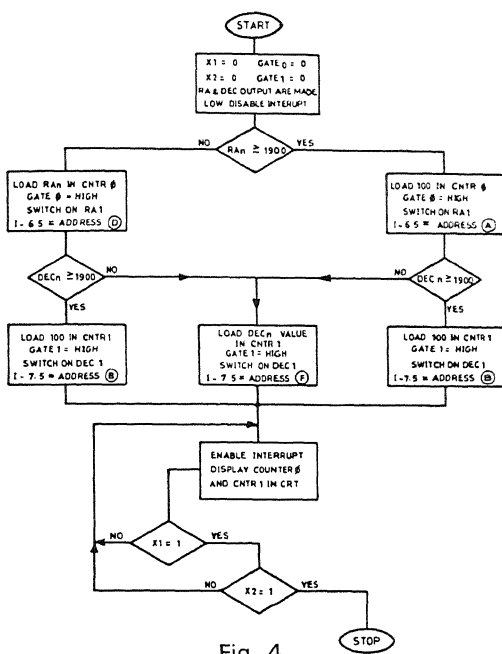 START
X1 = 0 GATE 0 = 0
X2 = 0 GATE 1 = 0
RA & DEC OUTPUT ARE MADE
LOW DISABLE INTERUPT
NO
RAn ≥ 1900
YES
LOAD RAn IN CNTR ϕ
GATE ϕ = HIGH
SWITCH ON RA1
I-6 5 = ADDRESS D
LOAD 100 IN CNTR ϕ
GATE ϕ = HIGH
SWITCH ON RA1
I-6 5 = ADDRESS A
DECn ≥ 1900
NO
YES
NO
DEC n ≥ 1900
YES
LOAD 100 IN CNTR 1
GATE 1 = HIGH
SWITCH ON DEC 1
I-7 5 = ADDRESS B
LOAD DECn VALUE
IN CNTR 1
GATE 1 = HIGH
SWITCH ON DEC 1
I-7 5 = ADDRESS F
LOAD 100 IN CNTR 1
GATE 1 = HIGH
SWITCH ON DEC 1
I-7.5 = ADDRESS B
ENABLE INTERRUPT
DISPLAY COUNTER ϕ
AND CNTR 1 IN CRT
NO
X1 = 1
YES
NO
X2 = 1
YES
STOP
Fig. 4